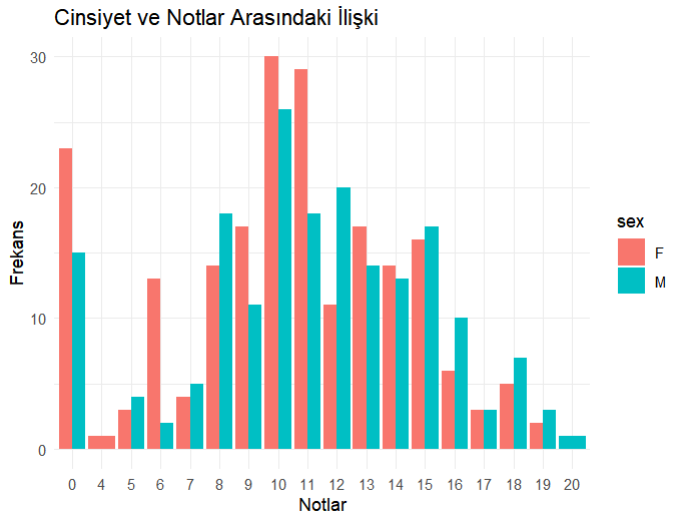 Cinsiyet ve Notlar Arasındaki İlişki
30
20
10
0
Frekans
0 4 5 6 7 8 9 10 11 12 13 14 15 16 17 18 19 20
Notlar
sex
F
M